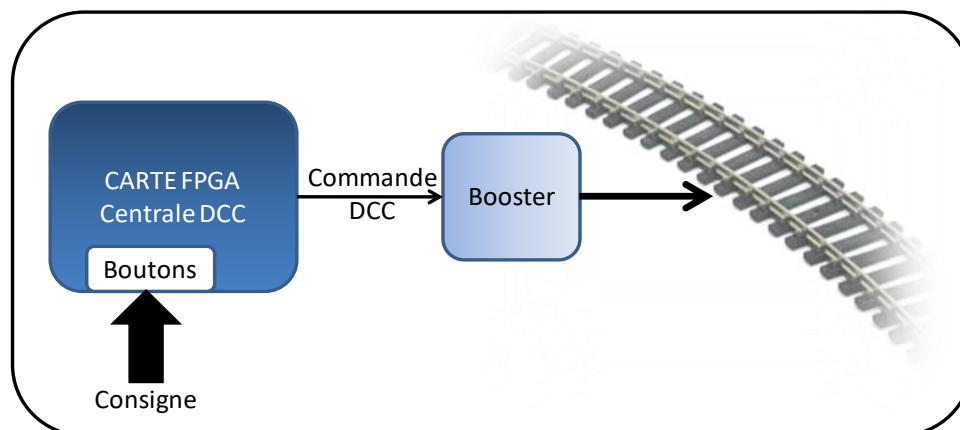 CARTE FPGA
Centrale DCC
Boutons
Consigne
Commande
DCC
Booster